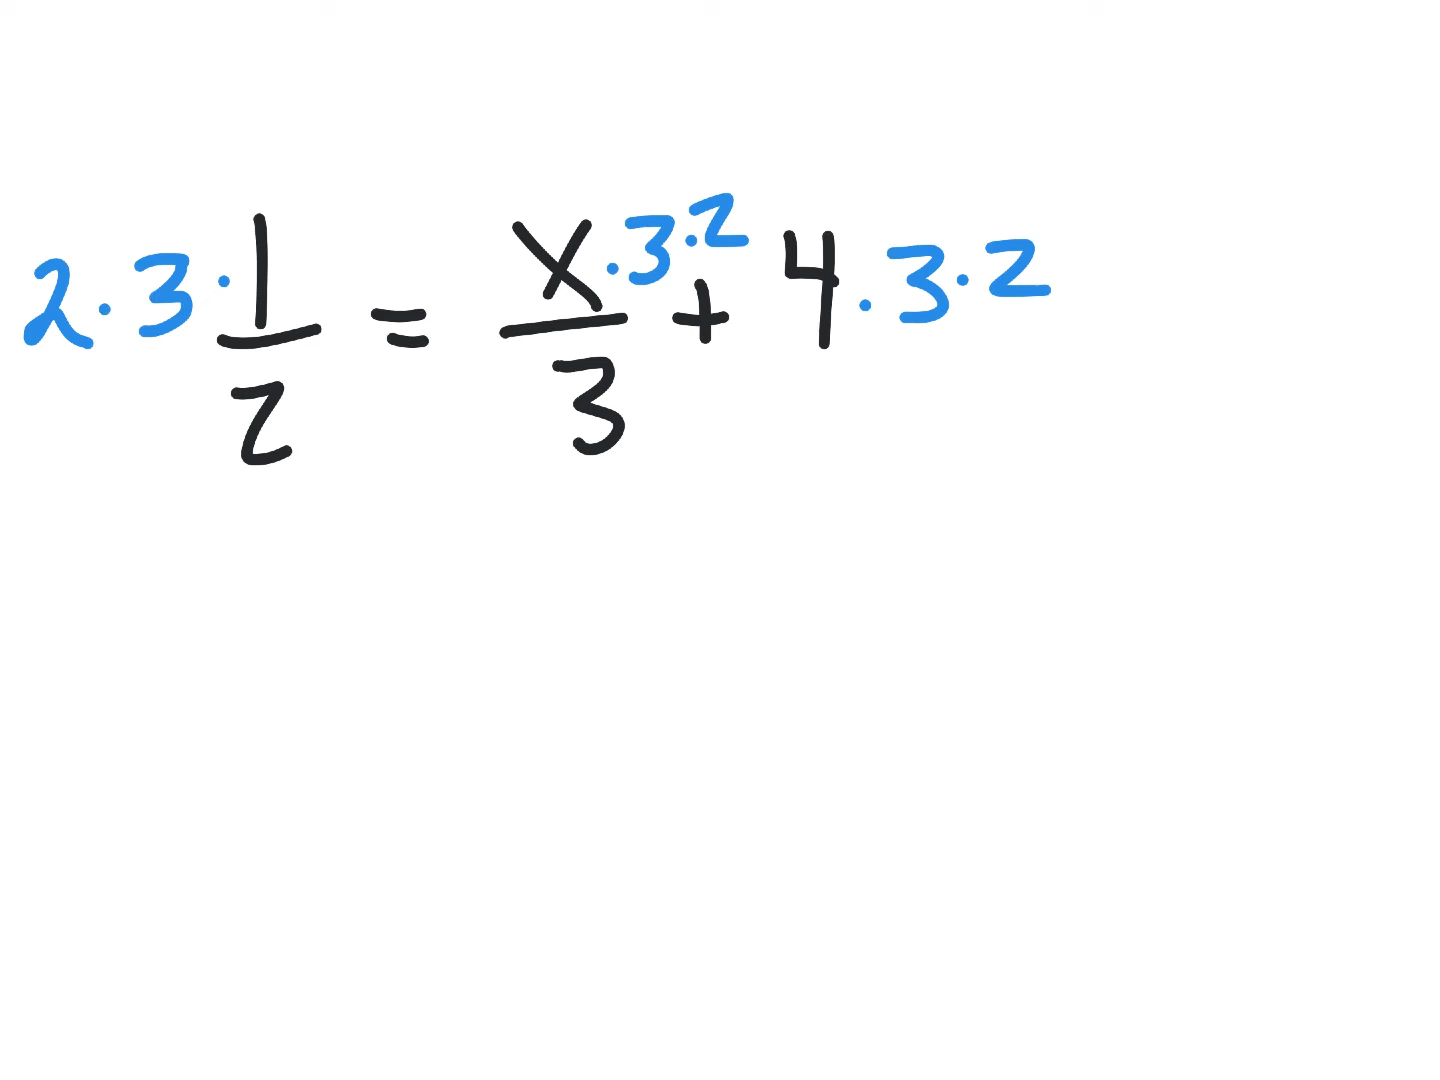 2 · 3 · 1/2 = x · 3 · 2/3 + 4 · 3 · 2